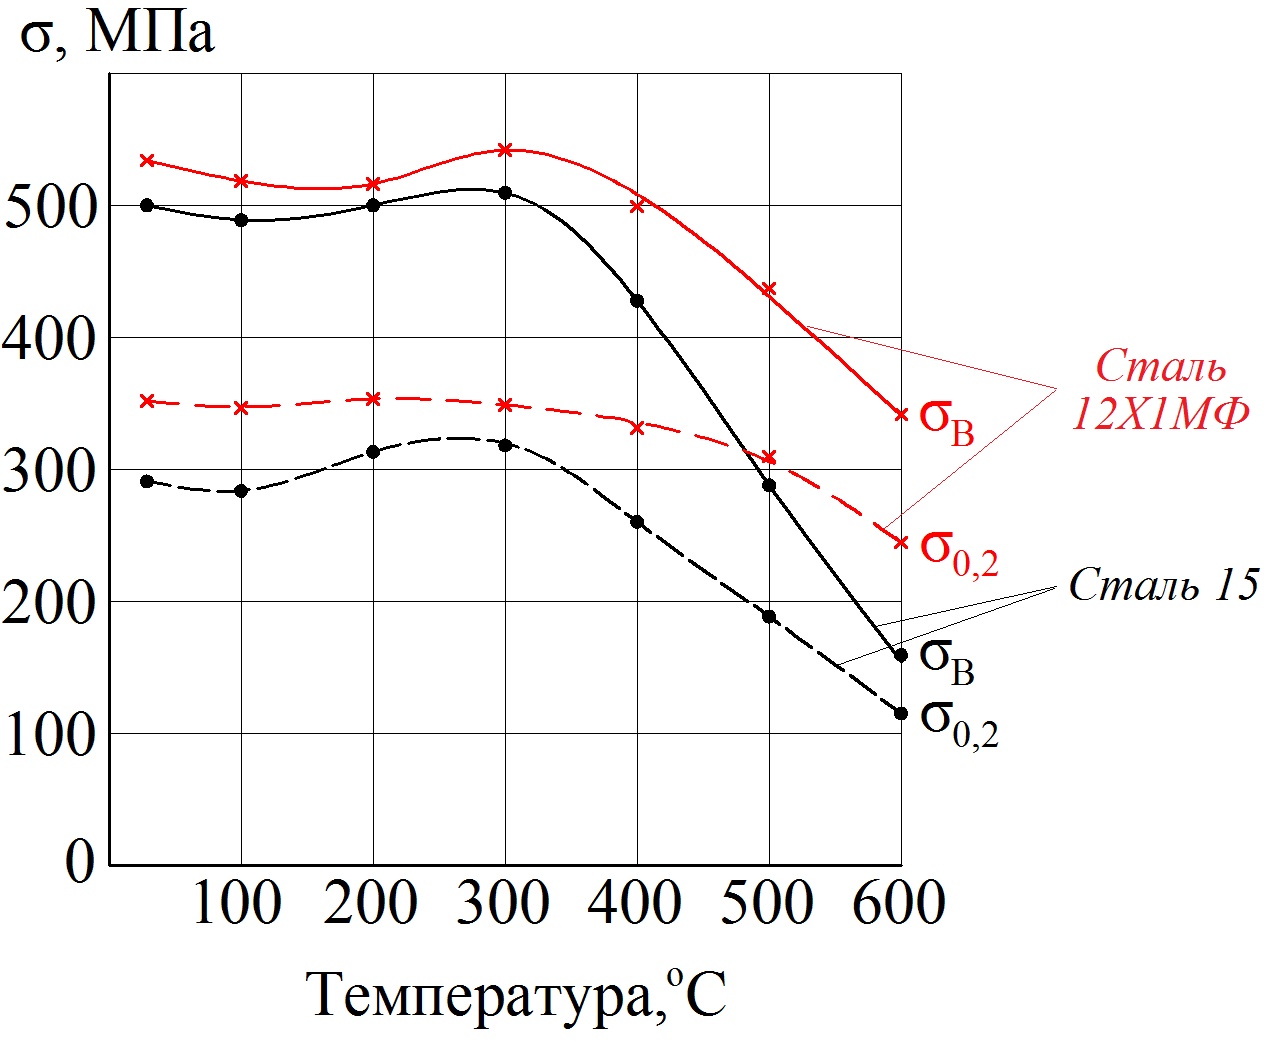 σ, МПа
500
400
300
200
100
0
100 200 300 400 500 600
Температура,°С
Сталь
12Х1МФ
σВ
σ0,2
Сталь 15
σВ
σ0,2